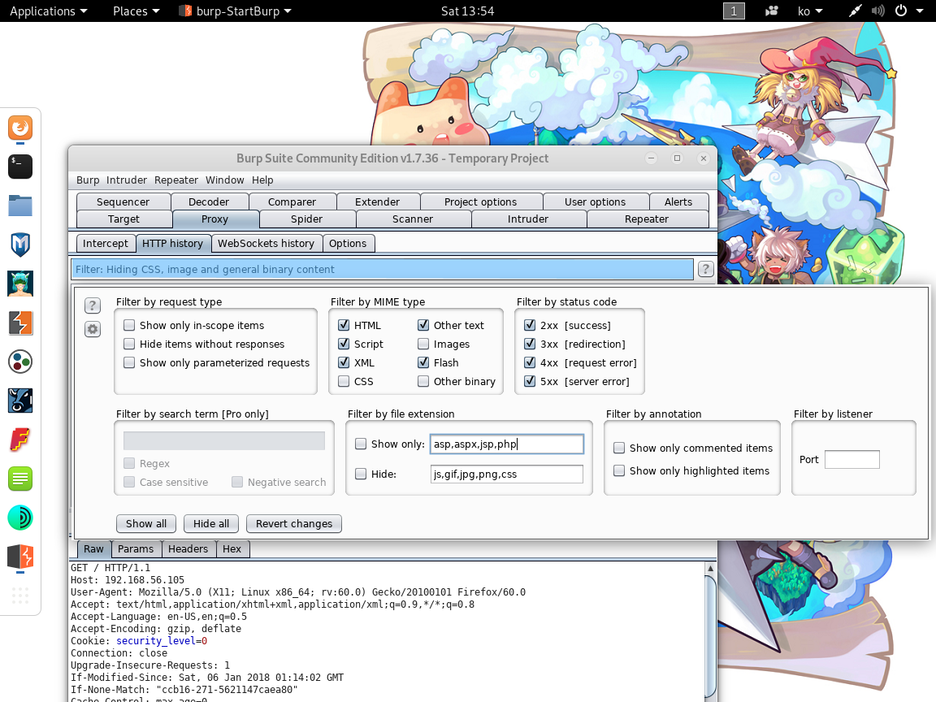 Applications Places burp-StartBurp Sat 13:54 1 ko
Burp Suite Community Edition v1.7.36 - Temporary Project
Burp Intruder Repeater Window Help
Sequencer Decoder Comparer Extender Project options User options Alerts
Target Proxy Spider Scanner Intruder Repeater
Intercept HTTP history WebSockets history Options
Filter: Hiding CSS, image and general binary content ?
? Filter by request type Filter by MIME type Filter by status code
Show only in-scope items HTML Other text 2xx [success]
Hide items without responses Script Images 3xx [redirection]
Show only parameterized requests XML Flash 4xx [request error]
CSS Other binary 5xx [server error]
Filter by search term [Pro only] Filter by file extension Filter by annotation Filter by listener
Show only: asp,aspx,jsp,php Show only commented items
Regex Port
Case sensitive Negative search Hide: js,gif,jpg,png,css Show only highlighted items
Show all Hide all Revert changes
Raw Params Headers Hex
GET / HTTP/1.1
Host: 192.168.56.105
User-Agent: Mozilla/5.0 (X11; Linux x86_64; rv:60.0) Gecko/20100101 Firefox/60.0
Accept: text/html,application/xhtml+xml,application/xml;q=0.9,*/*;q=0.8
Accept-Language: en-US,en;q=0.5
Accept-Encoding: gzip, deflate
Cookie: security_level=0
Connection: close
Upgrade-Insecure-Requests: 1
If-Modified-Since: Sat, 06 Jan 2018 01:14:02 GMT
If-None-Match: "ccb16-271-5621147caea80"
Cache-Control: max-age=0